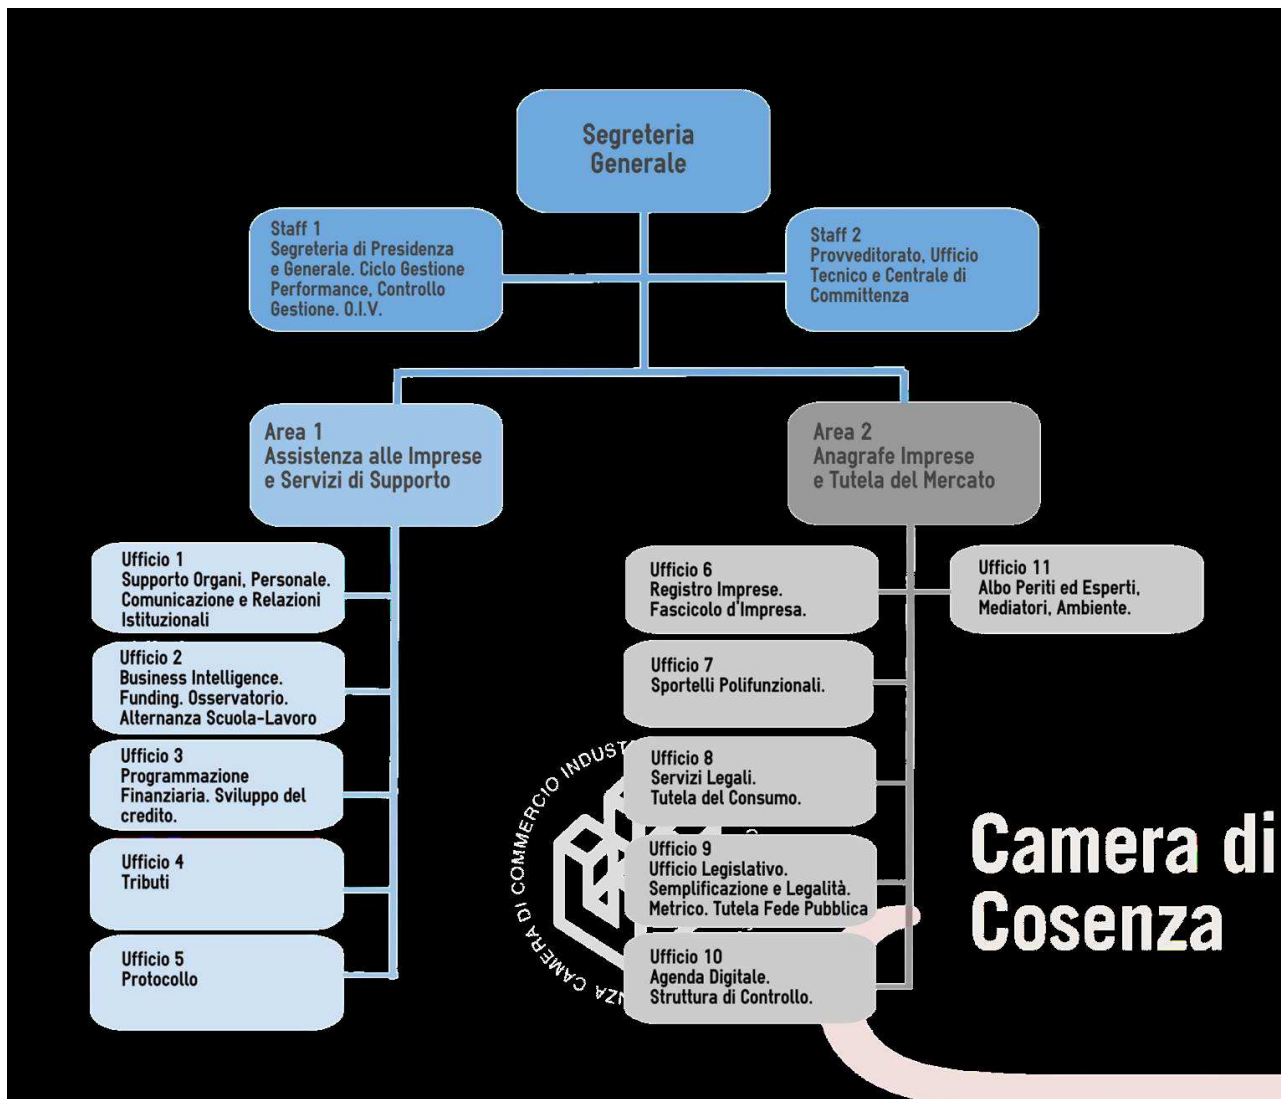 Segreteria
Generale
Staff 1
Segreteria di Presidenza
e Generale. Ciclo Gestione
Performance, Controllo
Gestione. O.I.V.
Staff 2
Provveditorato, Ufficio
Tecnico e Centrale di
Committenza
Area 1
Assistenza alle Imprese
e Servizi di Supporto
Area 2
Anagrafe Imprese
e Tutela del Mercato
Ufficio 1
Supporto Organi, Personale.
Comunicazione e Relazioni
Istituzionali
Ufficio 2
Business Intelligence.
Funding. Osservatorio.
Alternanza Scuola-Lavoro
Ufficio 3
Programmazione
Finanziaria. Sviluppo del
credito.
Ufficio 4
Tributi
Ufficio 5
Protocollo
Ufficio 6
Registro Imprese.
Fascicolo d'Impresa.
Ufficio 7
Sportelli Polifunzionali.
Ufficio 8
Servizi Legali.
Tutela del Consumo.
Ufficio 9
Ufficio Legislativo.
Semplificazione e Legalità.
Metrico. Tutela Fede Pubblica
Ufficio 10
Agenda Digitale.
Struttura di Controllo.
Ufficio 11
Albo Periti ed Esperti,
Mediatori, Ambiente.
CAMERA DI COMMERCIO
Camera di
Cosenza